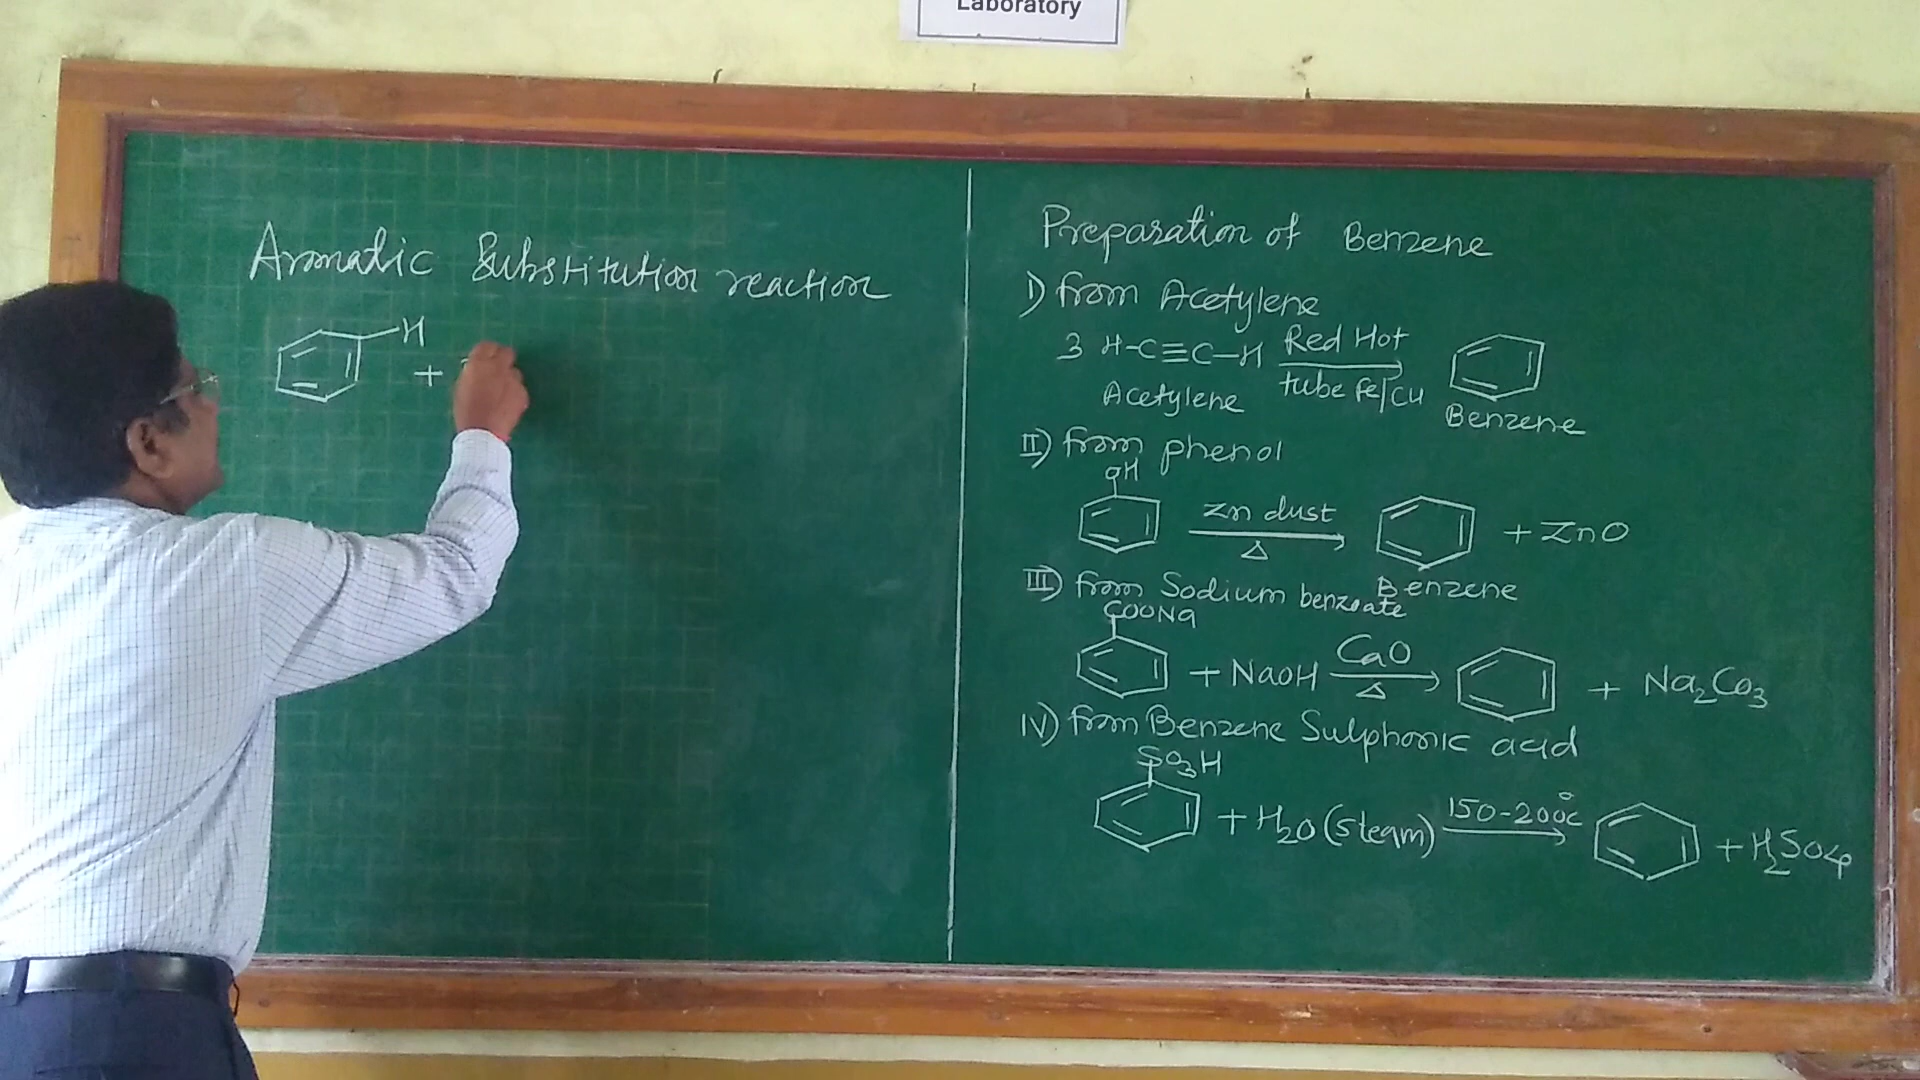 Laboratory
Aromatic Substitution reaction
H
+
Preparation of Benzene
I) from Acetylene
3 H-C≡C-H Red Hot
tube Fe/Cu
Acetylene
Benzene
II) from phenol
OH
Zn dust
Δ
+ ZnO
Benzene
III) from Sodium benzoate
COONa
+ NaOH CaO
Δ
+ Na₂CO₃
IV) from Benzene Sulphonic acid
SO₃H
+ H₂O (steam) 150-200°C + H₂SO₄